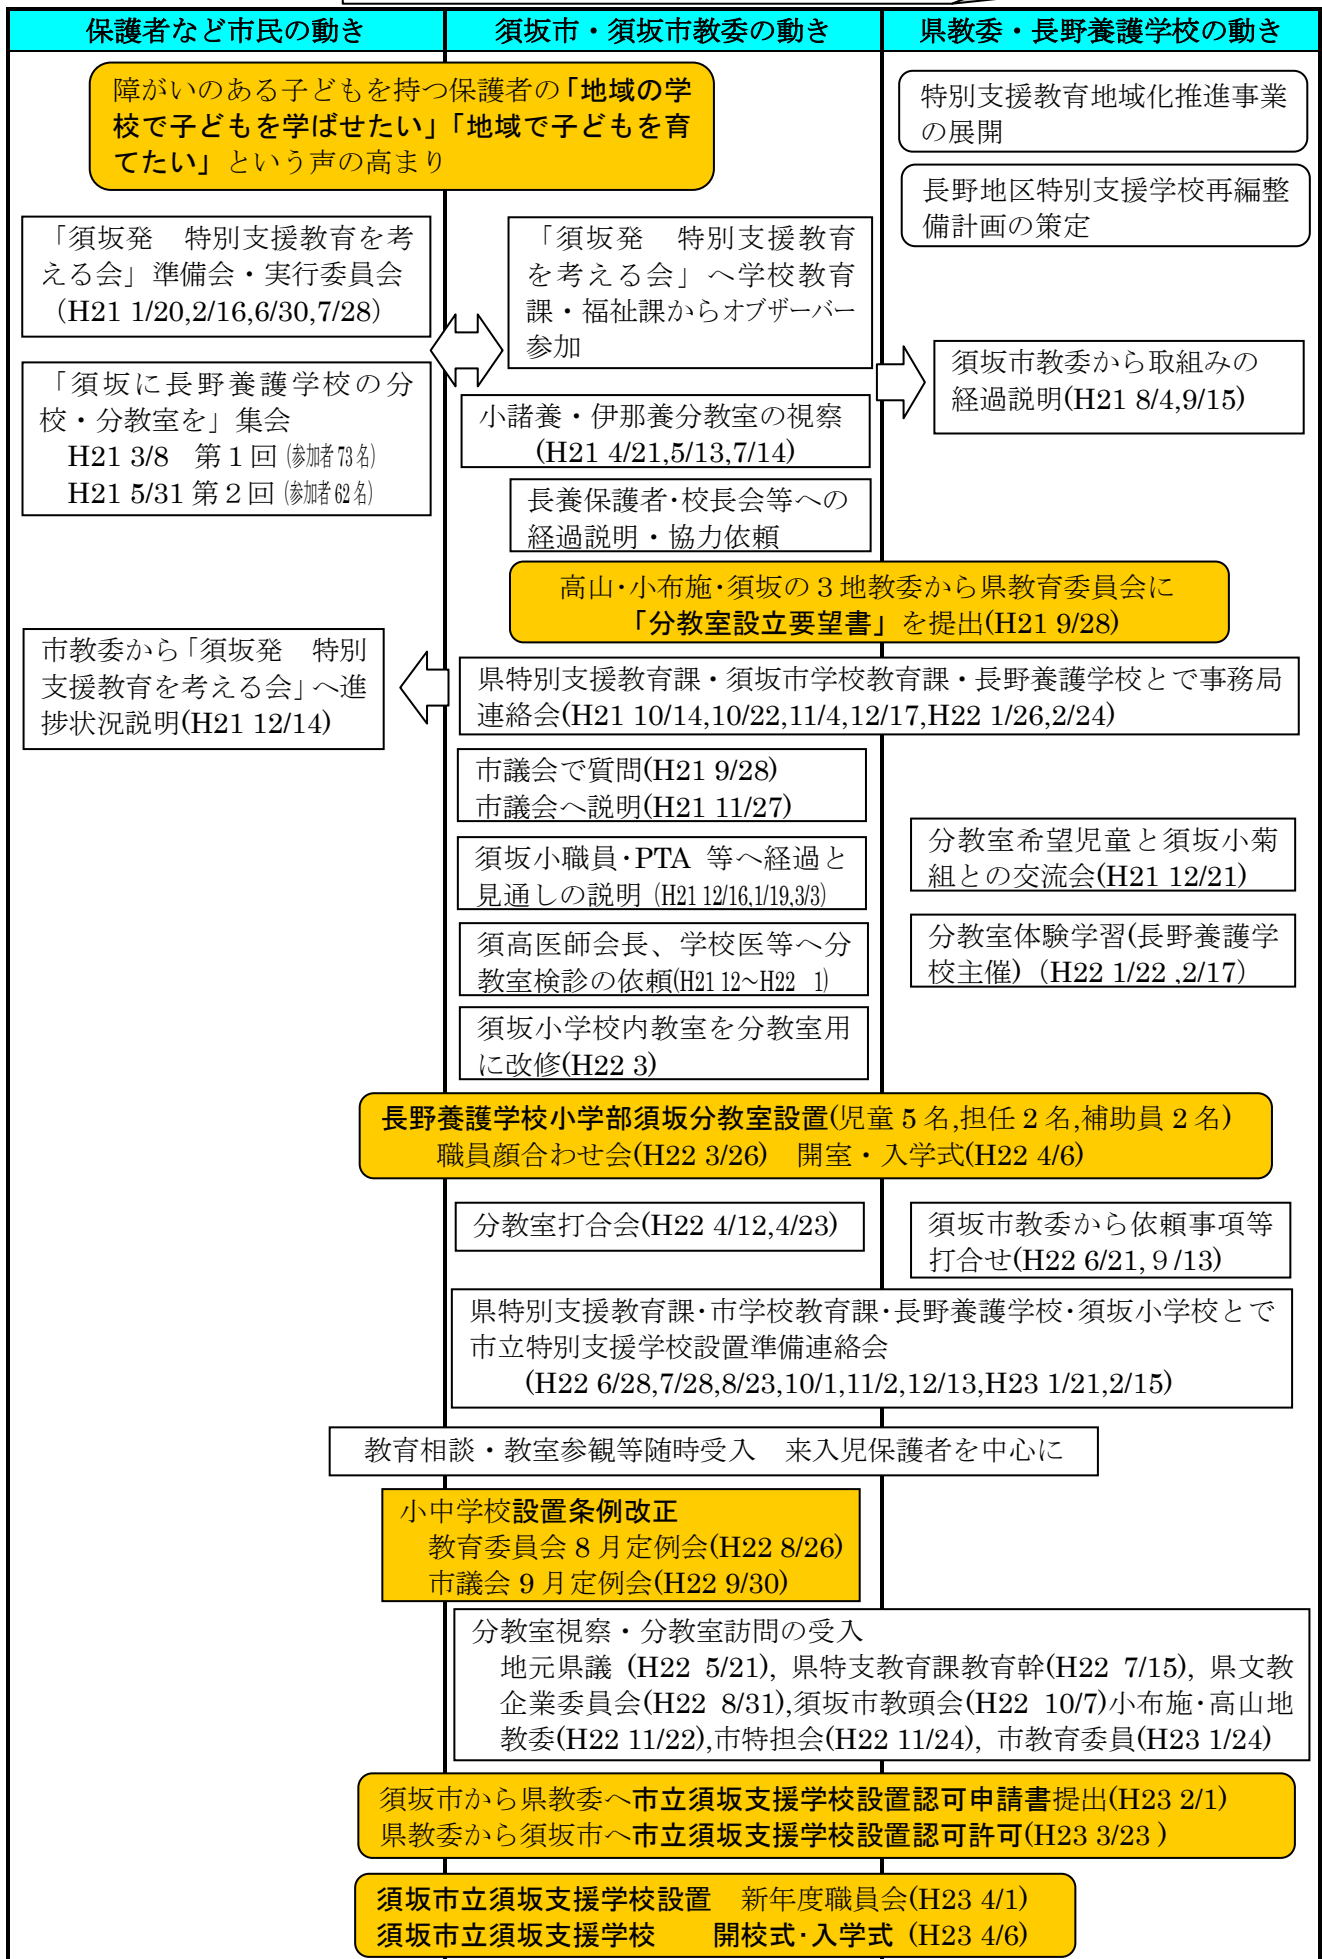 保護者など市民の動き
須坂市・須坂市教委の動き
県教委・長野養護学校の動き
障がいのある子どもを持つ保護者の「地域の学
校で子どもを学ばせたい」「地域で子どもを育
てたい」という声の高まり
特別支援教育地域化推進事業
の展開
長野地区特別支援学校再編整
備計画の策定
「須坂発　特別支援教育を考
える会」準備会・実行委員会
（H21 1/20,2/16,6/30,7/28）
「須坂発　特別支援教育
を考える会」へ学校教育
課・福祉課からオブザーバー
参加
須坂市教委から取組みの
経過説明(H21 8/4,9/15)
「須坂に長野養護学校の分
校・分教室を」集会
H21 3/8　第１回（参加者73名）
H21 5/31 第２回（参加者62名）
小諸養・伊那養分教室の視察
(H21 4/21,5/13,7/14)
長養保護者・校長会等への
経過説明・協力依頼
高山・小布施・須坂の３地教委から県教育委員会に
「分教室設立要望書」を提出(H21 9/28)
市教委から「須坂発　特別
支援教育を考える会」へ進
捗状況説明(H21 12/14)
県特別支援教育課・須坂市学校教育課・長野養護学校とで事務局
連絡会(H21 10/14,10/22,11/4,12/17,H22 1/26,2/24)
市議会で質問(H21 9/28)
市議会へ説明(H21 11/27)
須坂小職員・PTA 等へ経過と
見通しの説明（H21 12/16,1/19,3/3)
分教室希望児童と須坂小菊
組との交流会(H21 12/21)
須高医師会長、学校医等へ分
教室検診の依頼(H21 12～H22　1)
分教室体験学習(長野養護学
校主催)（H22 1/22 ,2/17）
須坂小学校内教室を分教室用
に改修(H22 3)
長野養護学校小学部須坂分教室設置(児童 5 名,担任 2 名,補助員 2 名)
職員顔合わせ会(H22 3/26)　開室・入学式(H22 4/6)
分教室打合会(H22 4/12,4/23)
須坂市教委から依頼事項等
打合せ(H22 6/21,９/13)
県特別支援教育課・市学校教育課・長野養護学校・須坂小学校とで
市立特別支援学校設置準備連絡会
(H22 6/28,7/28,8/23,10/1,11/2,12/13,H23 1/21,2/15)
教育相談・教室参観等随時受入　来入児保護者を中心に
小中学校設置条例改正
教育委員会 8 月定例会(H22 8/26)
市議会 9 月定例会(H22 9/30)
分教室視察・分教室訪問の受入
地元県議 (H22 5/21), 県特支教育課教育幹(H22 7/15), 県文教
企業委員会(H22 8/31),須坂市教頭会(H22 10/7)小布施・高山地
教委(H22 11/22),市特担会(H22 11/24), 市教育委員(H23 1/24)
須坂市から県教委へ市立須坂支援学校設置認可申請書提出(H23 2/1)
県教委から須坂市へ市立須坂支援学校設置認可許可(H23 3/23 )
須坂市立須坂支援学校設置　新年度職員会(H23 4/1)
須坂市立須坂支援学校　　開校式・入学式 (H23 4/6)